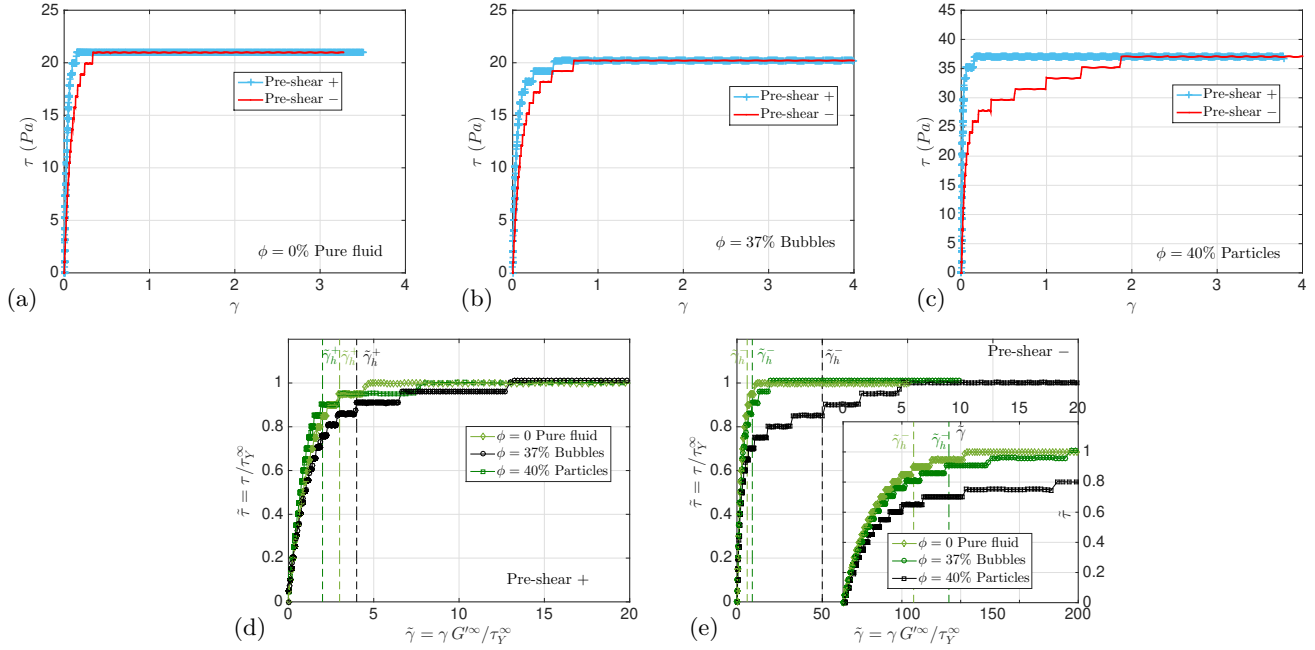 25
20
15
10
5
0
τ (Pa)
Pre-shear +
Pre-shear −
ϕ = 0% Pure fluid
0 1 2 3 4
γ
(a)
25
20
15
10
5
0
τ (Pa)
Pre-shear +
Pre-shear −
ϕ = 37% Bubbles
0 1 2 3 4
γ
(b)
45
40
35
30
25
20
15
10
5
0
τ (Pa)
Pre-shear +
Pre-shear −
ϕ = 40% Particles
0 1 2 3 4
γ
(c)
γ̃h+ γ̃h+ γ̃h+
1
0.8
0.6
0.4
0.2
0
τ̃ = τ/τY∞
ϕ = 0 Pure fluid
ϕ = 37% Bubbles
ϕ = 40% Particles
Pre-shear +
0 5 10 15 20
γ̃ = γ G′∞/τY∞
(d)
γ̃h− γ̃h− γ̃h−
Pre-shear −
1
0.8
0.6
0.4
0.2
0
τ̃ = τ/τY∞
0 5 10 15 20
γ̃
γ̃h− γ̃h−
1
0.8
0.6
0.4
0.2
0
τ̃
ϕ = 0 Pure fluid
ϕ = 37% Bubbles
ϕ = 40% Particles
0 50 100 150 200
γ̃ = γ G′∞/τY∞
(e)